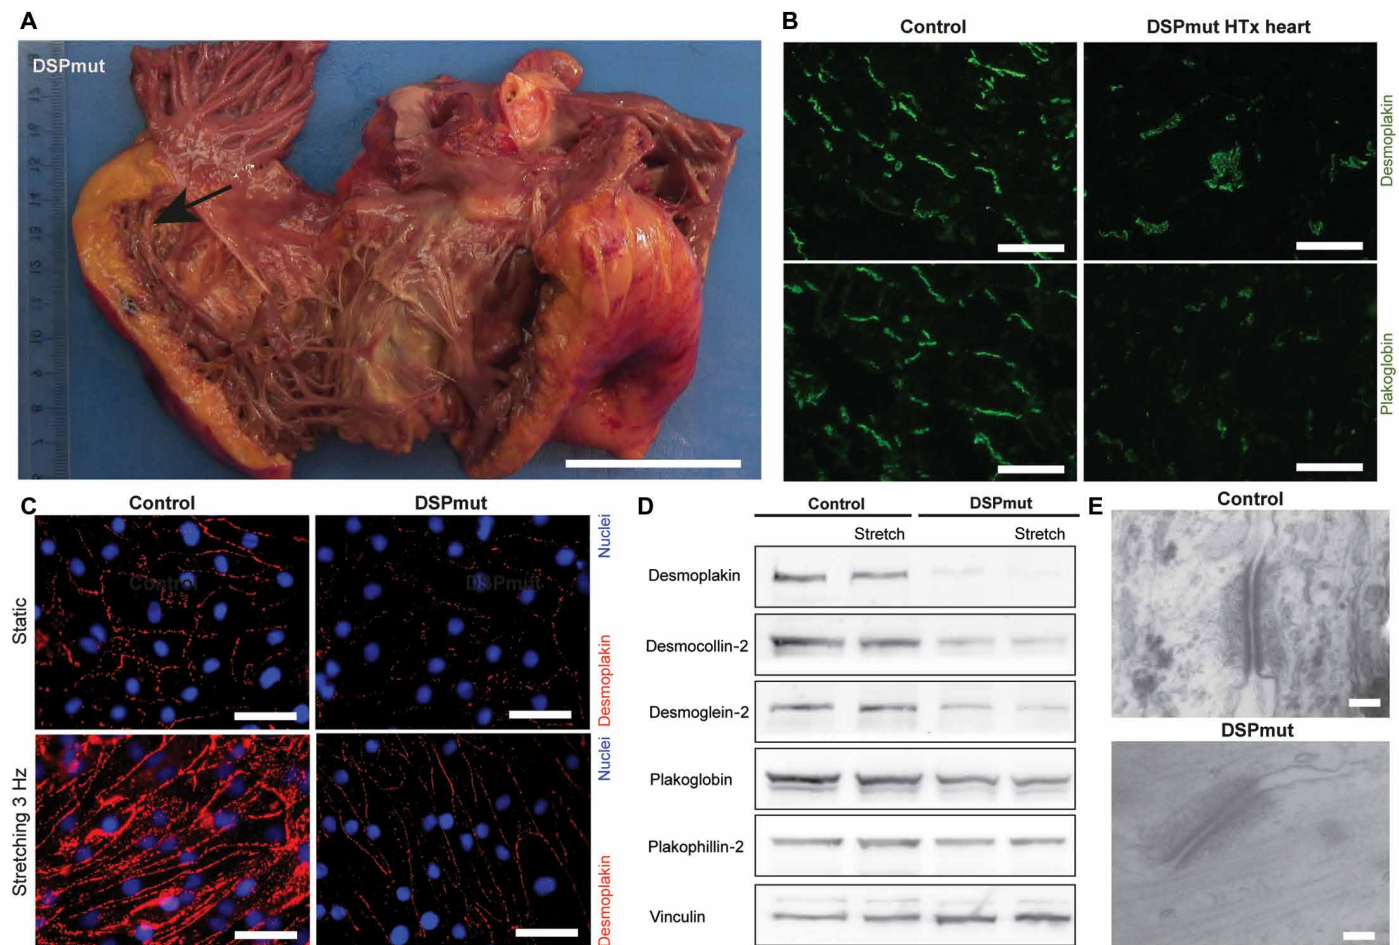 A
DSPmut
B
Control
DSPmut HTx heart
Desmoplakin
Plakoglobin
C
Control
DSPmut
Static
Control
DSPmut
Nuclei
Desmoplakin
Stretching 3 Hz
Nuclei
Desmoplakin
D
Control
DSPmut
Stretch
Stretch
Desmoplakin
Desmocollin-2
Desmoglein-2
Plakoglobin
Plakophillin-2
Vinculin
E
Control
DSPmut